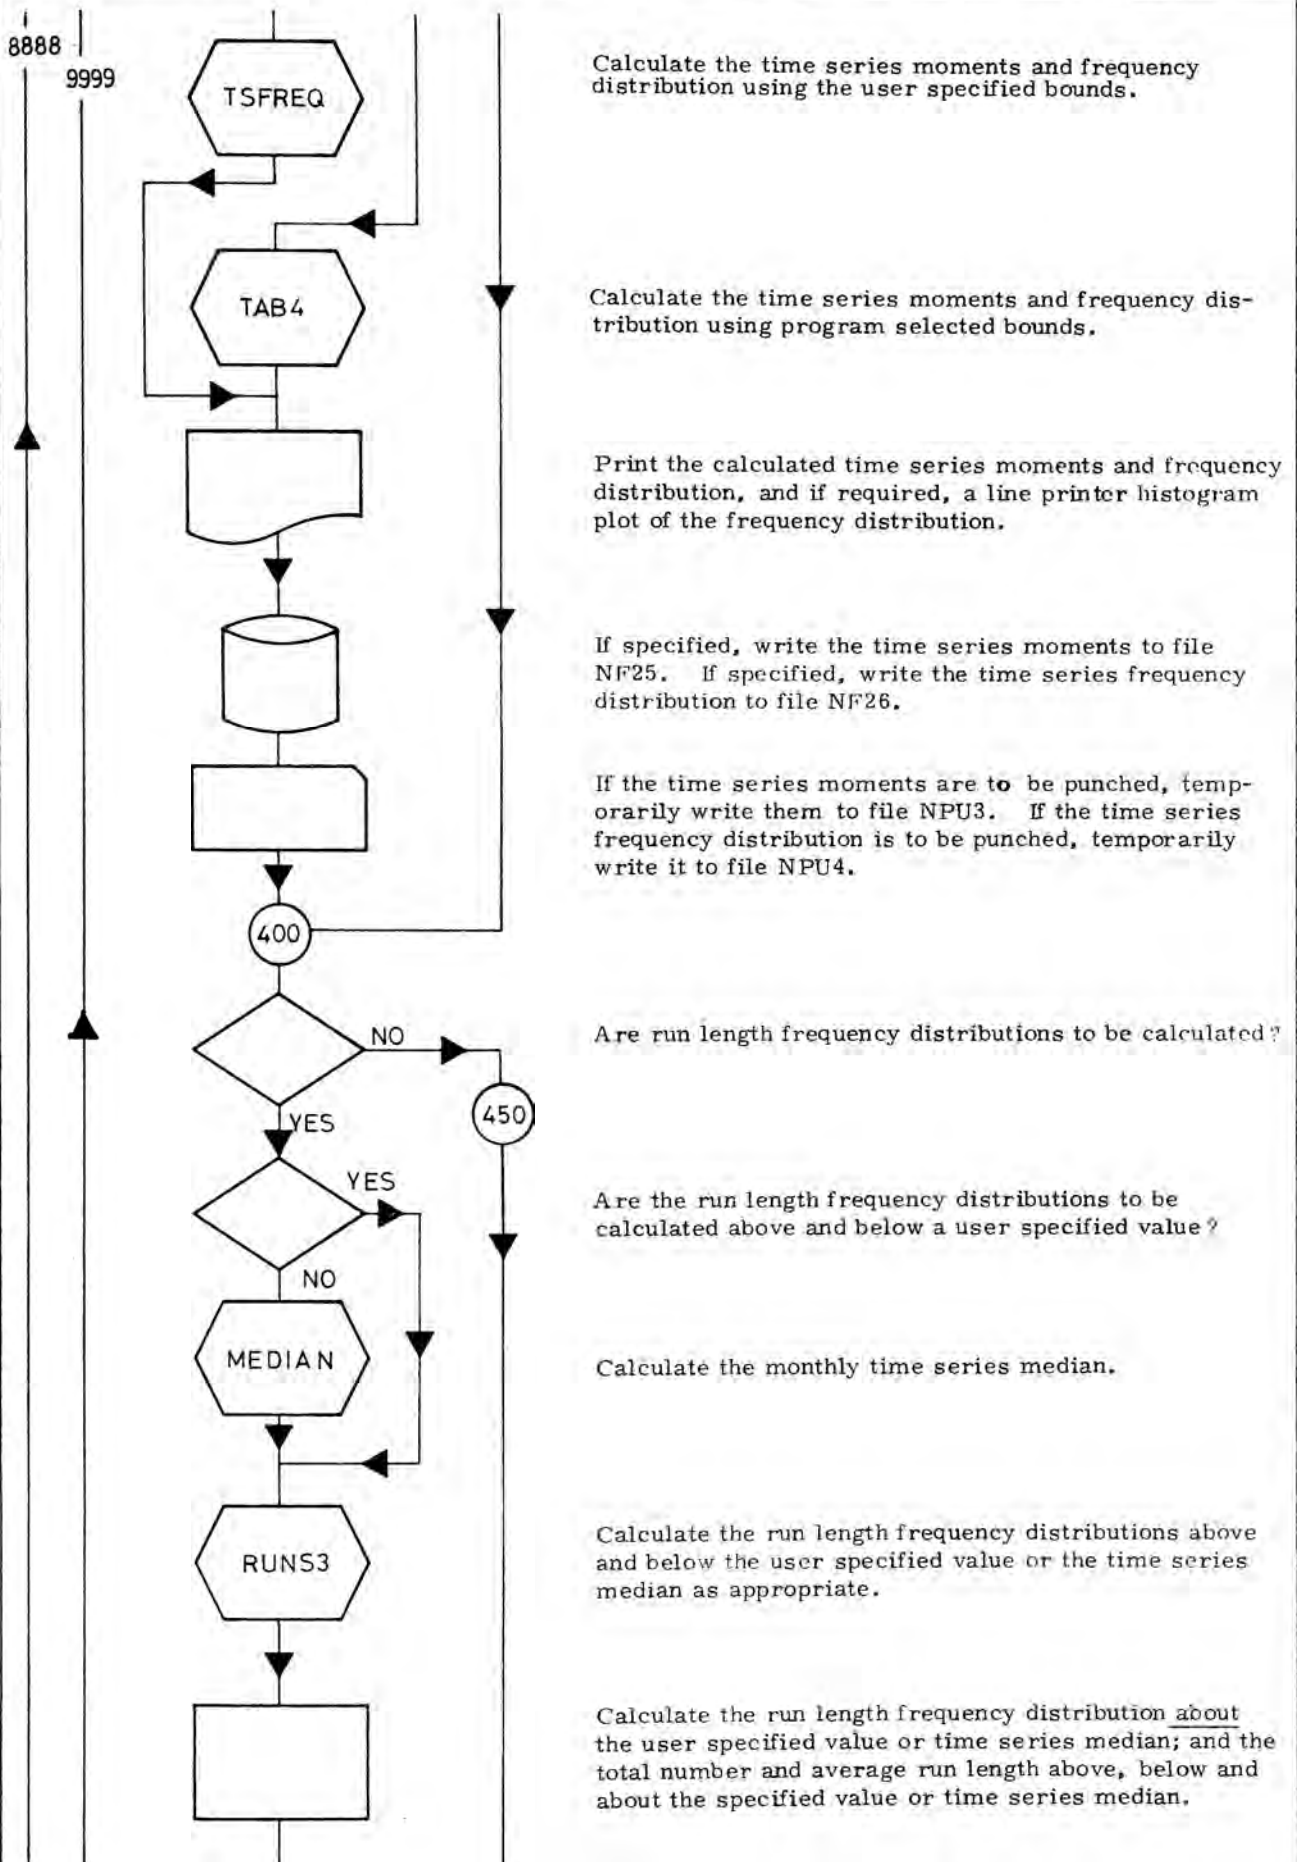 8888
9999
TSFREQ
Calculate the time series moments and frequency
distribution using the user specified bounds.
TAB4
Calculate the time series moments and frequency dis-
tribution using program selected bounds.
Print the calculated time series moments and frequency
distribution, and if required, a line printer histogram
plot of the frequency distribution.
If specified, write the time series moments to file
NF25. If specified, write the time series frequency
distribution to file NF26.
If the time series moments are to be punched, temp-
orarily write them to file NPU3. If the time series
frequency distribution is to be punched, temporarily
write it to file NPU4.
400
NO
Are run length frequency distributions to be calculated?
450
YES
YES
Are the run length frequency distributions to be
calculated above and below a user specified value?
NO
MEDIAN
Calculate the monthly time series median.
RUNS3
Calculate the run length frequency distributions above
and below the user specified value or the time series
median as appropriate.
Calculate the run length frequency distribution about
the user specified value or time series median; and the
total number and average run length above, below and
about the specified value or time series median.